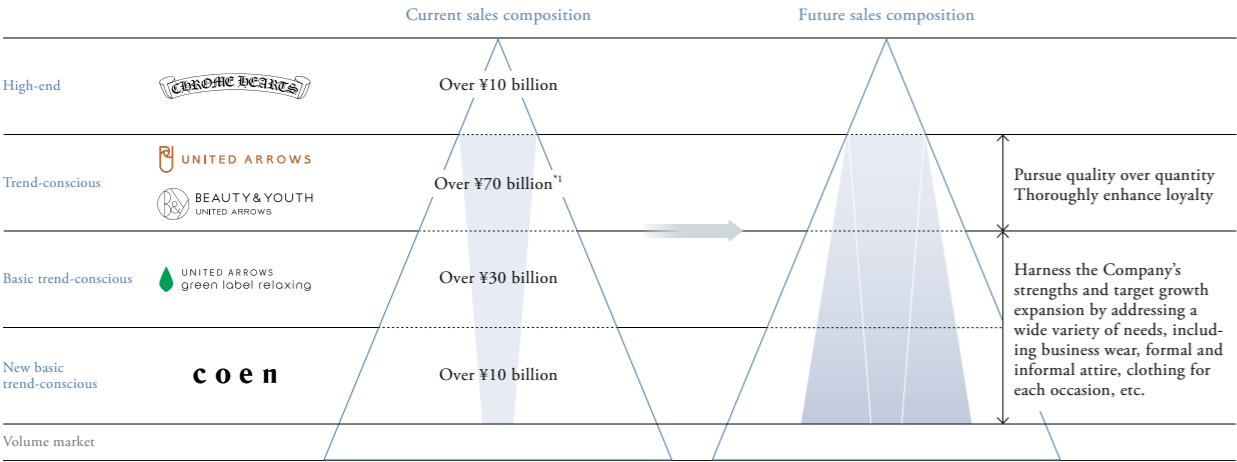 Current sales composition
Future sales composition
High-end
CHROME HEARTS
Over ¥10 billion
Trend-conscious
UNITED ARROWS
B&Y
BEAUTY & YOUTH
UNITED ARROWS
Over ¥70 billion*1
Pursue quality over quantity
Thoroughly enhance loyalty
Basic trend-conscious
UNITED ARROWS
green label relaxing
Over ¥30 billion
Harness the Company's
strengths and target growth
expansion by addressing a
wide variety of needs, includ-
ing business wear, formal and
informal attire, clothing for
each occasion, etc.
New basic
trend-conscious
coen
Over ¥10 billion
Volume market